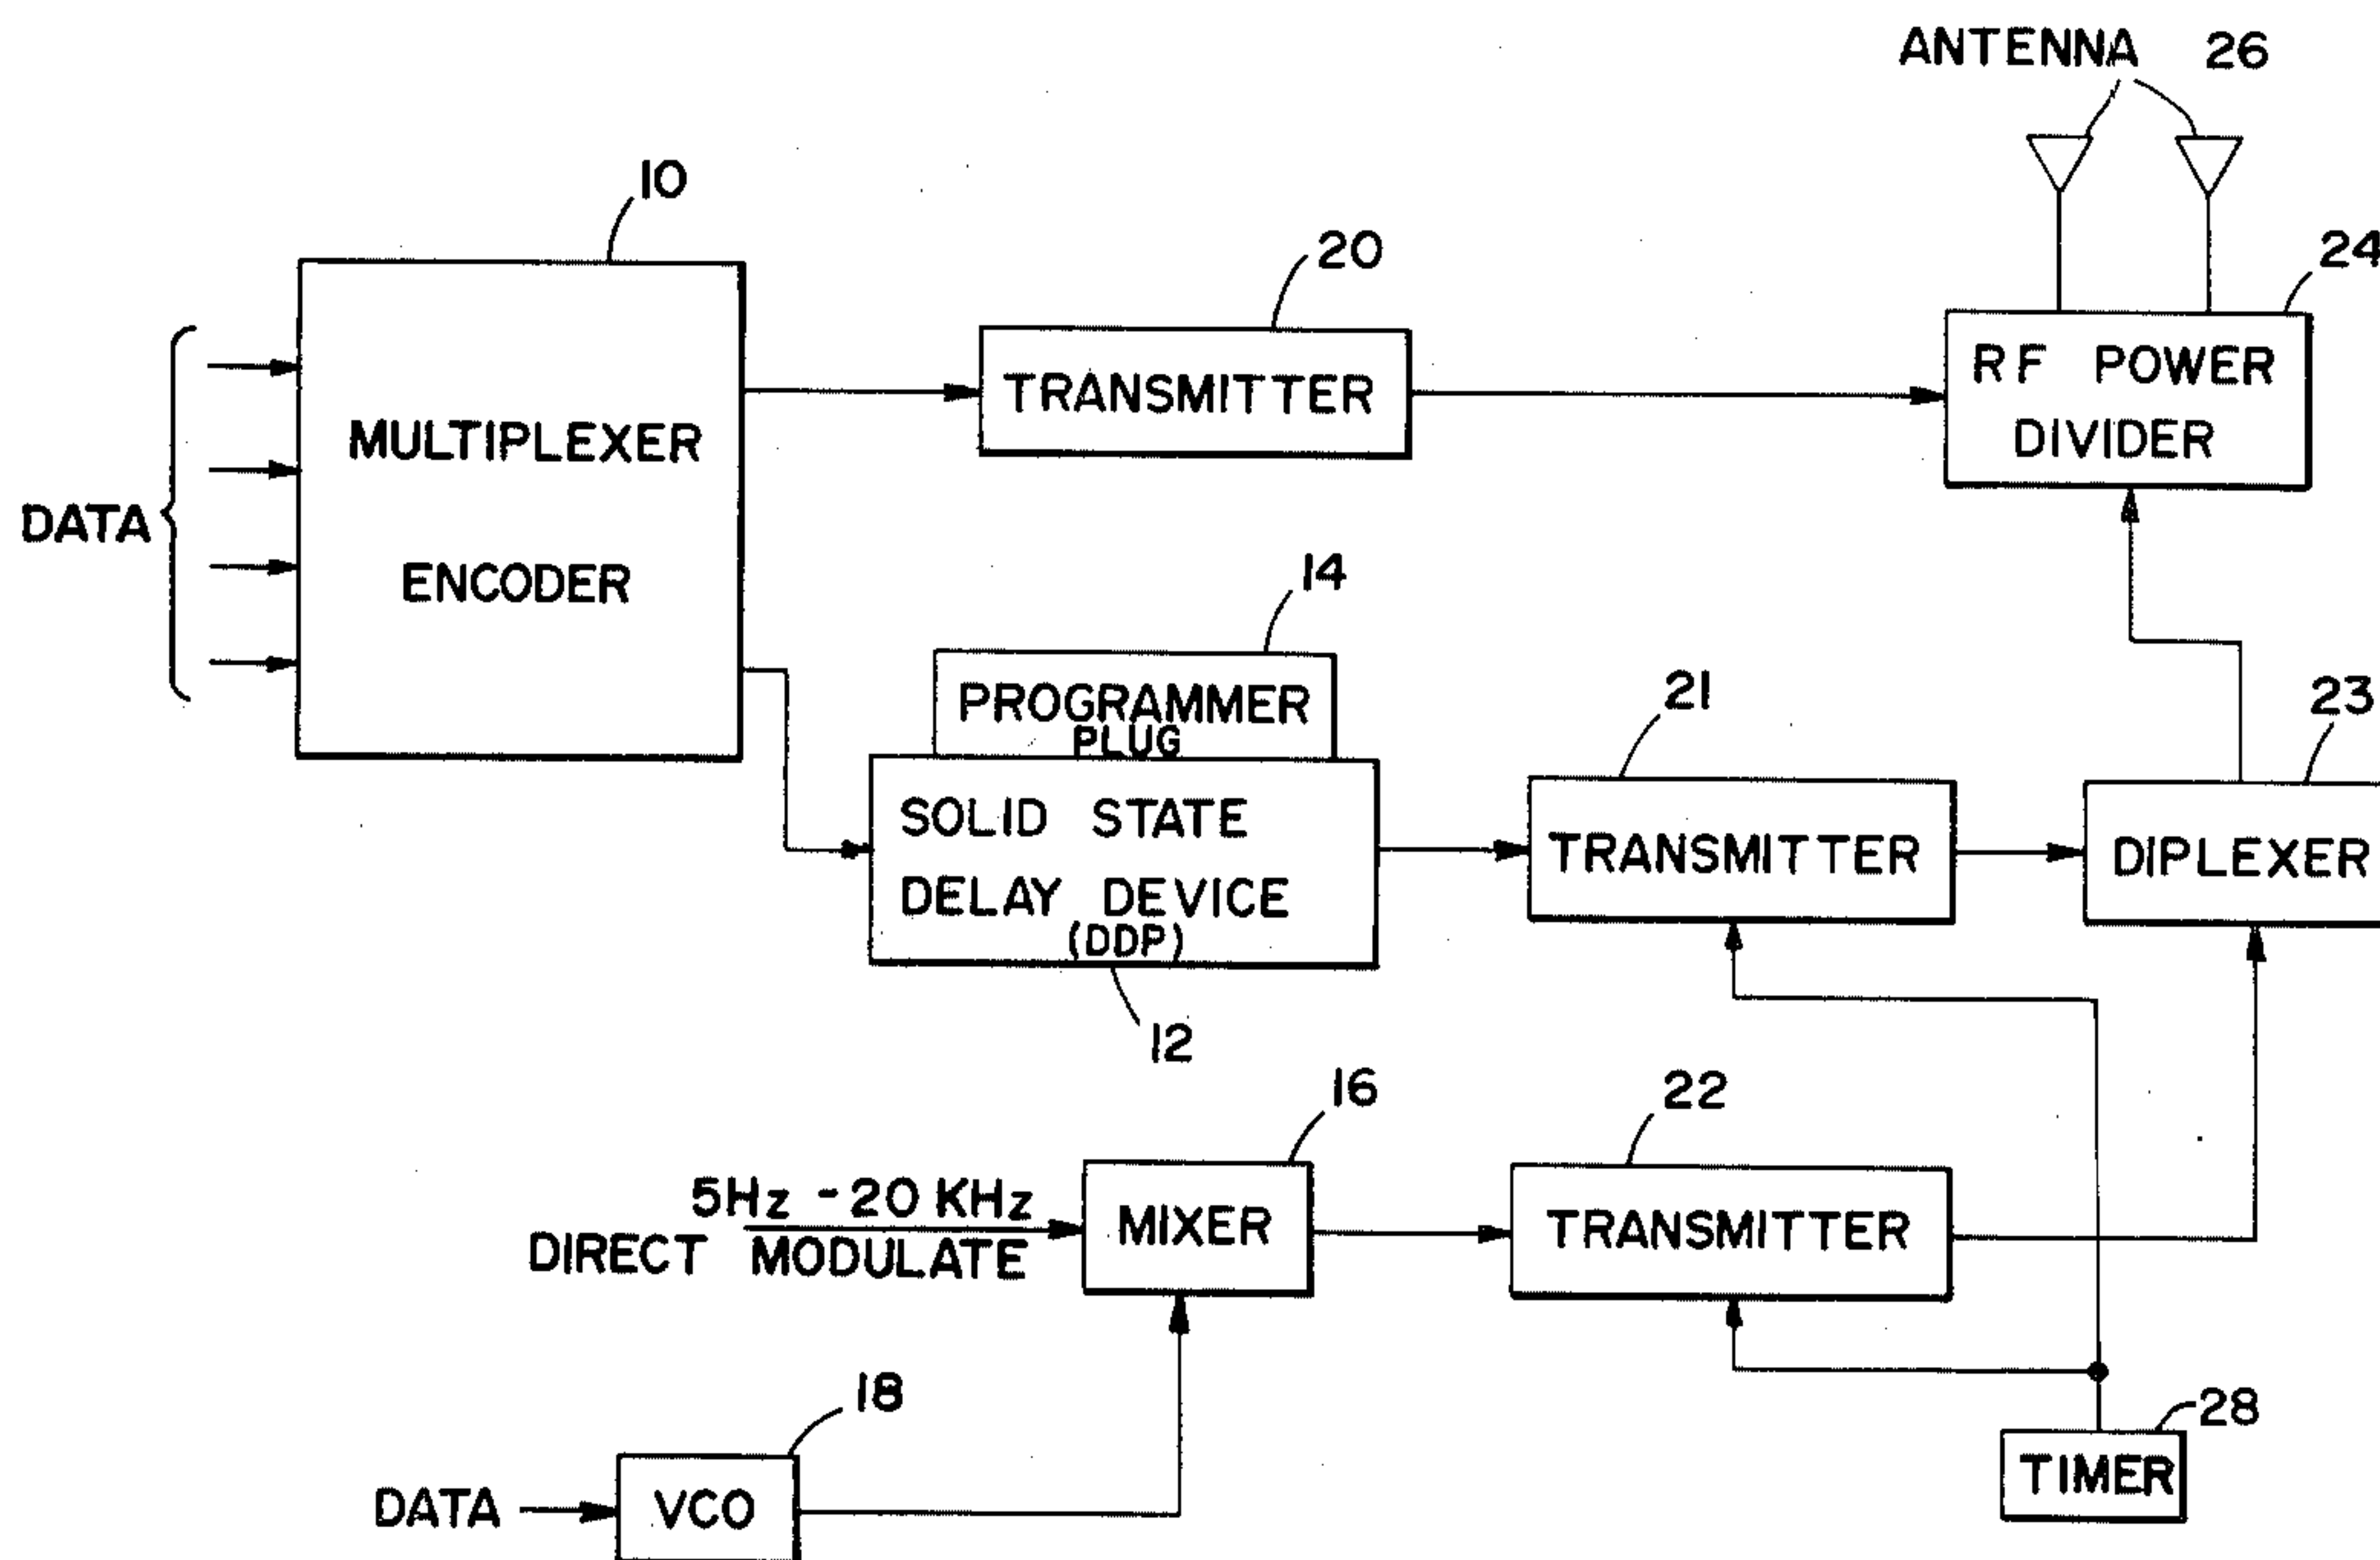 ANTENNA 26
10
20
24
TRANSMITTER
RF POWER
DIVIDER
MULTIPLEXER
ENCODER
DATA
14
PROGRAMMER
PLUG
21
23
SOLID STATE
DELAY DEVICE
(DDP)
TRANSMITTER
DIPLEXER
12
16
22
5Hz - 20 KHz
DIRECT MODULATE
MIXER
TRANSMITTER
18
28
DATA
VCO
TIMER